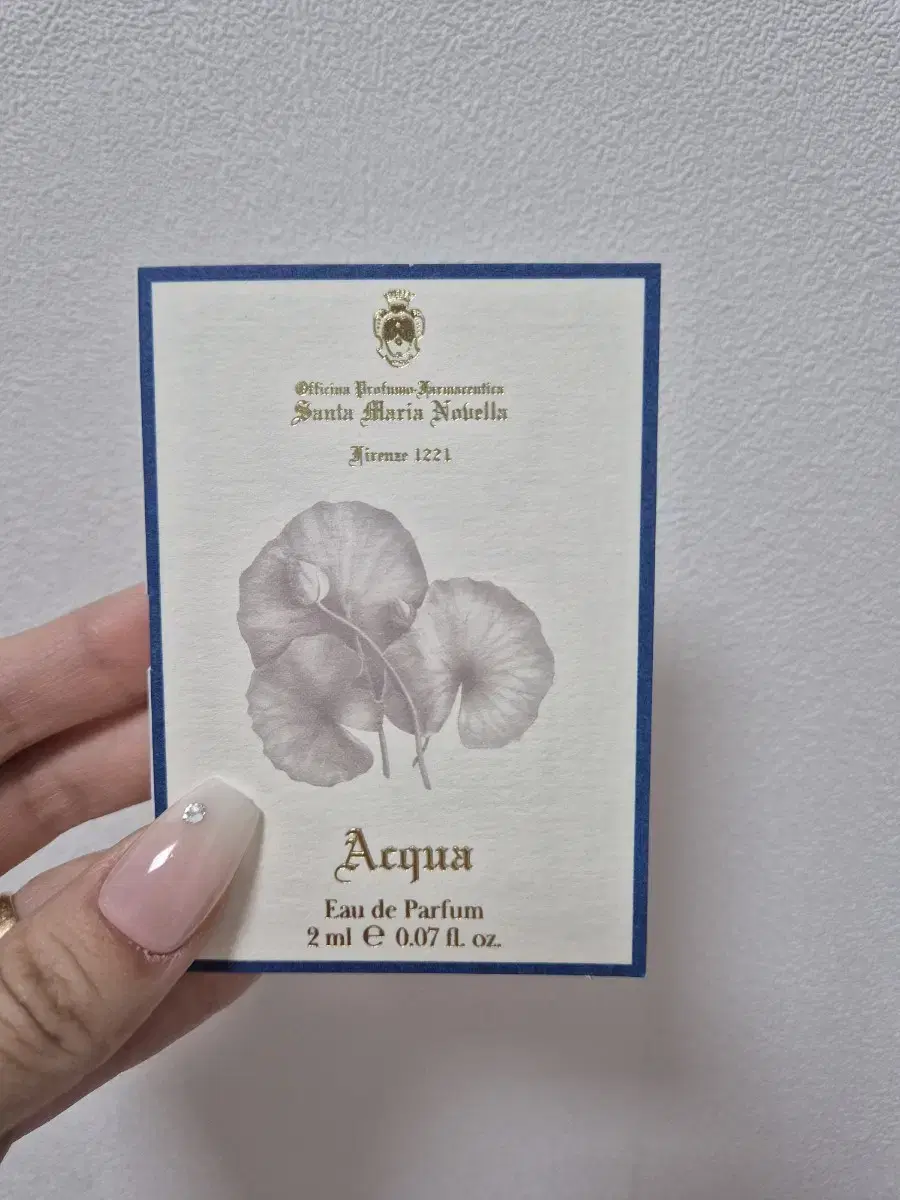 Officina Profumo-Farmaceutica
Santa Maria Novella
Firenze 1221
Acqua
Eau de Parfum
2 ml ℮ 0.07 fl. oz.